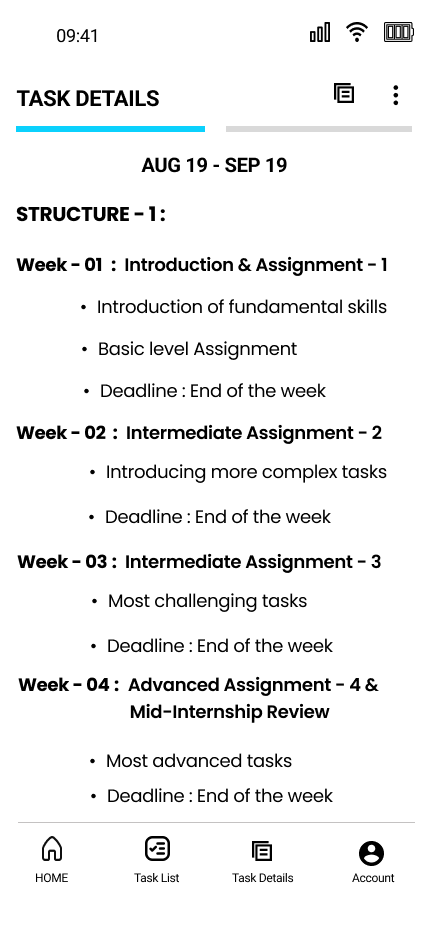 09:41
TASK DETAILS
AUG 19 - SEP 19
STRUCTURE - 1 :
Week - 01 : Introduction & Assignment - 1
• Introduction of fundamental skills
• Basic level Assignment
• Deadline : End of the week
Week - 02 : Intermediate Assignment - 2
• Introducing more complex tasks
• Deadline : End of the week
Week - 03 : Intermediate Assignment - 3
• Most challenging tasks
• Deadline : End of the week
Week - 04 : Advanced Assignment - 4 &
Mid-Internship Review
• Most advanced tasks
• Deadline : End of the week
HOME Task List Task Details Account